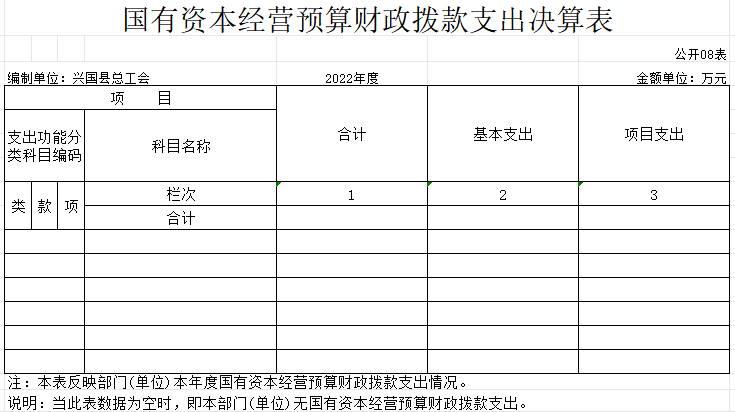 国有资本经营预算财政拨款支出决算表
公开08表
编制单位：兴国县总工会 2022年度 金额单位：万元
项 目
支出功能分类科目编码 科目名称 合计 基本支出 项目支出
类 款 项 栏次 1 2 3
合计
注：本表反映部门(单位)本年度国有资本经营预算财政拨款支出情况。
说明：当此表数据为空时，即本部门(单位)无国有资本经营预算财政拨款支出。